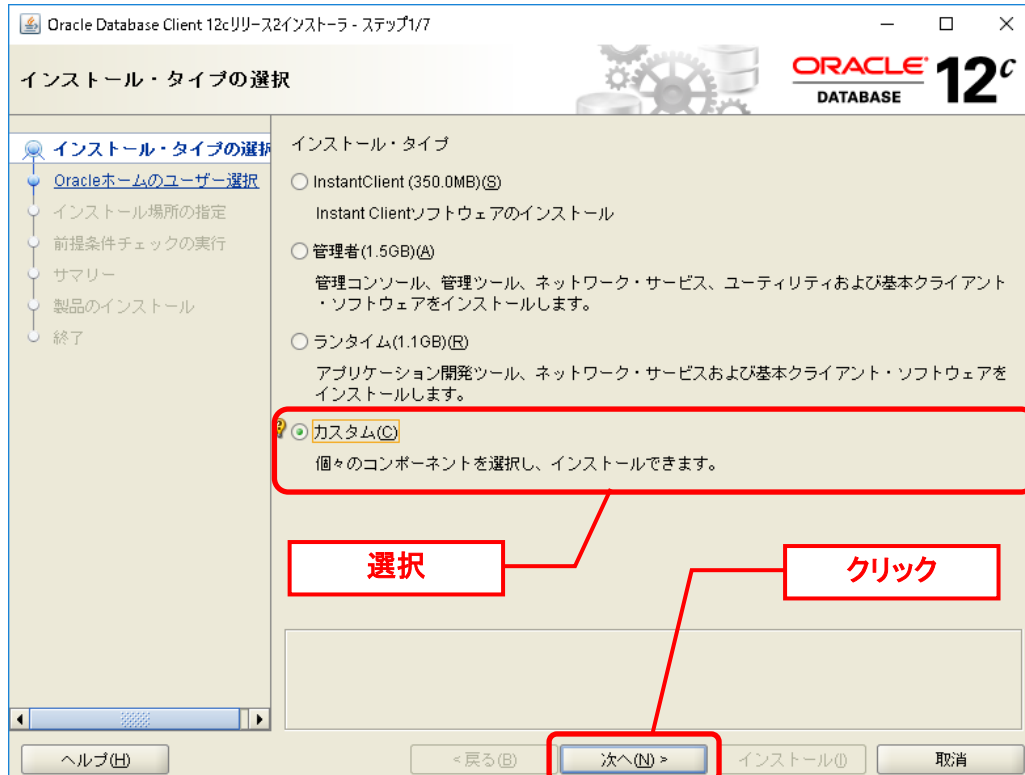 Oracle Database Client 12cリリース2インストーラ - ステップ1/7
インストール・タイプの選択
ORACLE
DATABASE
12c
インストール・タイプの選択
Oracleホームのユーザー選択
インストール場所の指定
前提条件チェックの実行
サマリー
製品のインストール
終了
インストール・タイプ
InstantClient (350.0MB)(S)
Instant Clientソフトウェアのインストール
管理者(1.5GB)(A)
管理コンソール、管理ツール、ネットワーク・サービス、ユーティリティおよび基本クライアント
・ソフトウェアをインストールします。
ランタイム(1.1GB)(R)
アプリケーション開発ツール、ネットワーク・サービスおよび基本クライアント・ソフトウェアを
インストールします。
カスタム(C)
個々のコンポーネントを選択し、インストールできます。
選択
クリック
ヘルプ(H)
< 戻る(B)
次へ(N) >
インストール(I)
取消